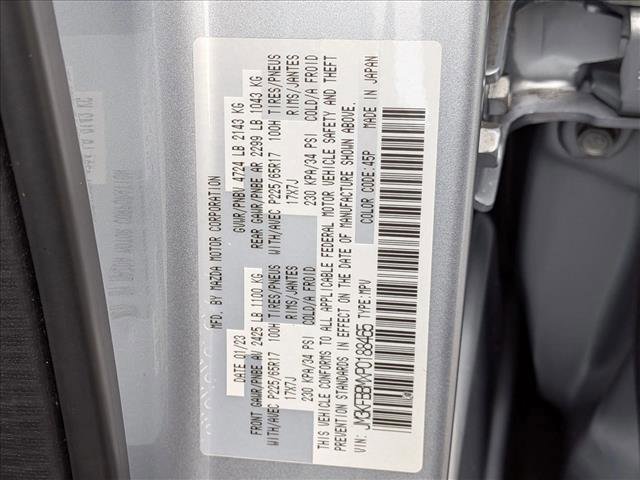 MFD. BY MAZDA MOTOR CORPORATION
DATE 01/23 GVWR/PNBV 4724 LB 2143 KG
FRONT GAWR/PNBE AV 2425 LB 1100 KG REAR GAWR/PNBE AR 2299 LB 1043 KG
WITH/AVEC P225/65R17 100H TIRES/PNEUS WITH/AVEC P225/65R17 100H TIRES/PNEUS
17X7J RIMS/JANTES 17X7J RIMS/JANTES
230 KPA/34 PSI COLD/A FROID 230 KPA/34 PSI COLD/A FROID
THIS VEHICLE CONFORMS TO ALL APPLICABLE FEDERAL MOTOR VEHICLE SAFETY AND THEFT
PREVENTION STANDARDS IN EFFECT ON THE DATE OF MANUFACTURE SHOWN ABOVE.
VIN: JM3KFBBMXP0188465 TYPE:MPV COLOR CODE:45P MADE IN JAPAN